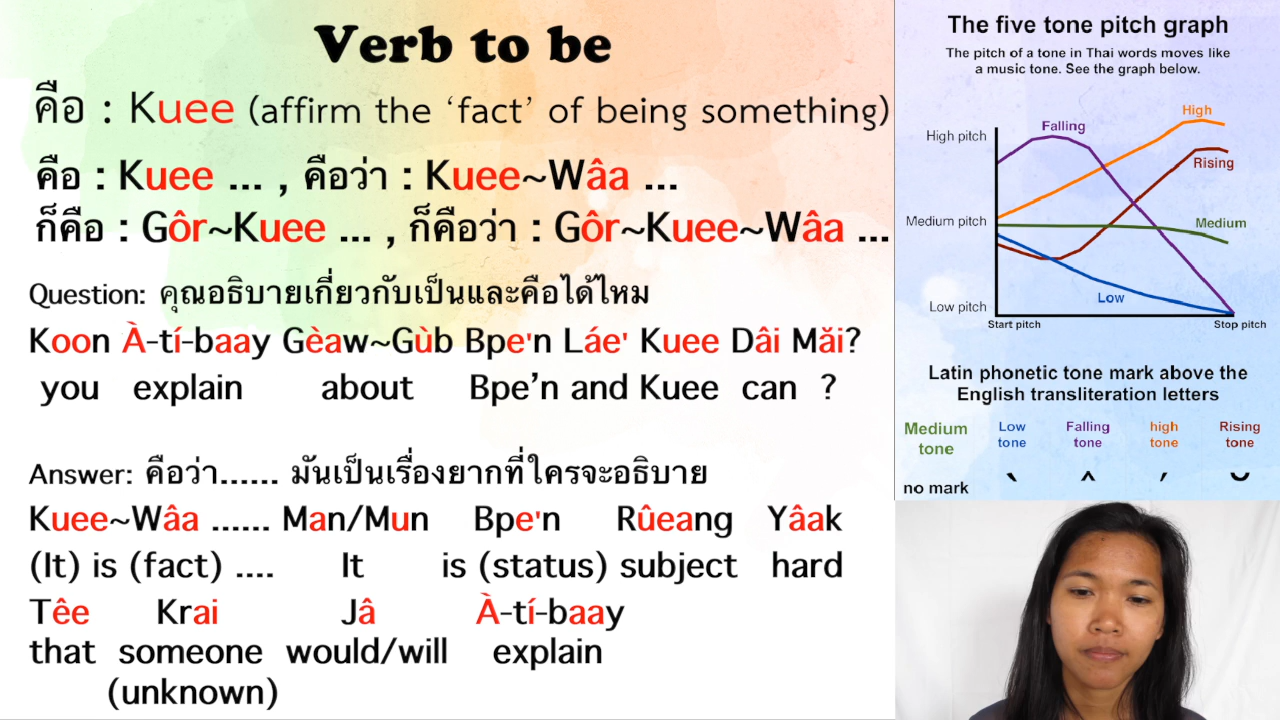 Verb to be
คือ : Kuee (affirm the ‘fact’ of being something)
คือ : Kuee ... , คือว่า : Kuee~Wâa ...
ก็คือ : Gôr~Kuee ... , ก็คือว่า : Gôr~Kuee~Wâa ...
Question: คุณอธิบายเกี่ยวกับเป็นและคือได้ไหม
Koon À-tí-baay Gèaw~Gùb Bpe'n Láe' Kuee Dâi Măi?
you explain about Bpe’n and Kuee can ?
Answer: คือว่า...... มันเป็นเรื่องยากที่ใครจะอธิบาย
Kuee~Wâa ...... Man/Mun Bpe'n Rûeang Yâak
(It) is (fact) .... It is (status) subject hard
Têe Krai Jâ À-tí-baay
that someone would/will explain
(unknown)
The five tone pitch graph
The pitch of a tone in Thai words moves like
a music tone. See the graph below.
High
Falling
High pitch
Rising
Medium pitch
Medium
Low
Low pitch
Start pitch
Stop pitch
Latin phonetic tone mark above the
English transliteration letters
Medium tone
Low tone
Falling tone
high tone
Rising tone
no mark ˋ ^ ˊ ˘